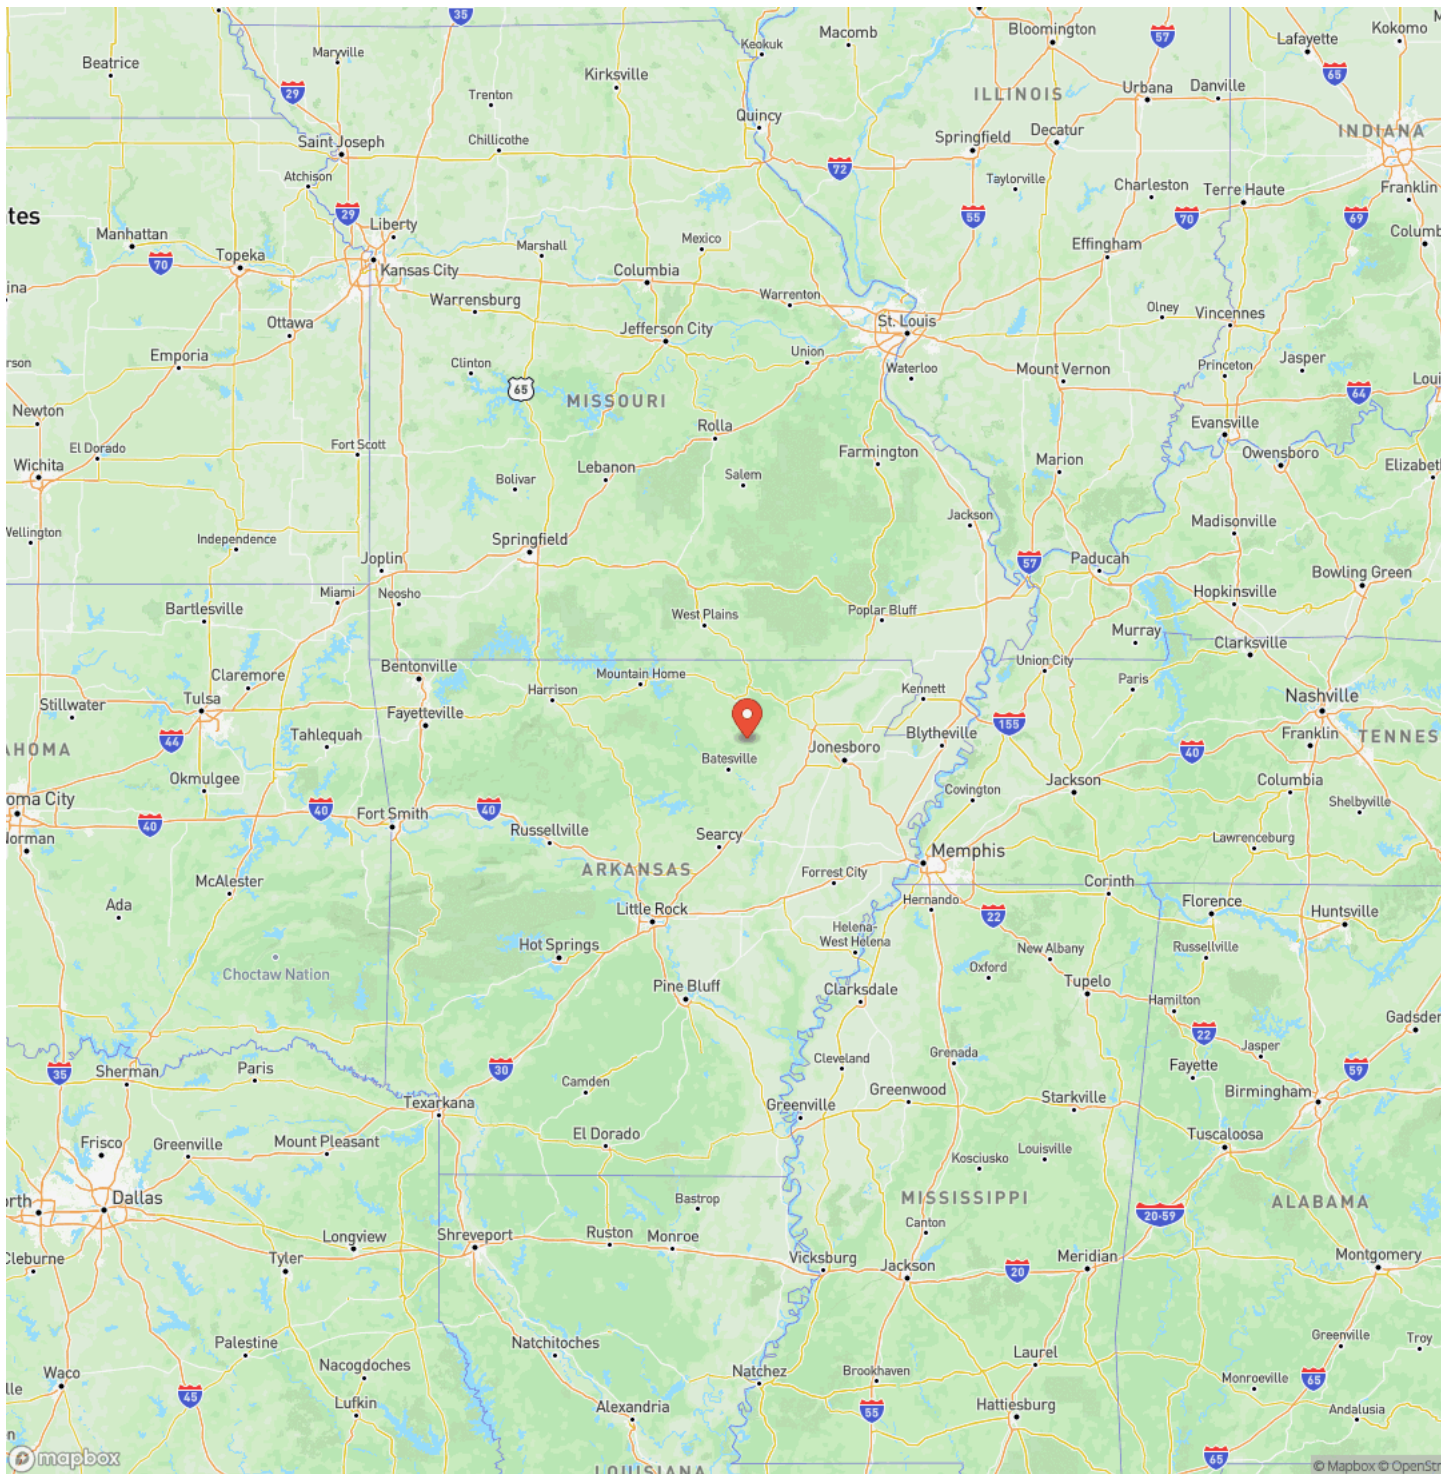 35
Macomb
Bloomington
57
Lafayette
Kokomo
Maryville
Keokuk
Beatrice
Kirksville
65
29
Trenton
ILLINOIS
Urbana
Danville
Quincy
Saint Joseph
Chillicothe
Springfield
Decatur
INDIANA
Atchison
72
Taylorville
Charleston
Terre Haute
Franklin
tes
29
Liberty
55
70
69
Manhattan
Topeka
Marshall
Mexico
Effingham
Columb
70
Kansas City
Columbia
ina
Warrensburg
Warrenton
Olney
Vincennes
Ottawa
Jefferson City
St. Louis
Emporia
rson
Clinton
Union
Waterloo
Mount Vernon
Princeton
Jasper
65
MISSOURI
64
Loui
Newton
Rolla
Evansville
El Dorado
Fort Scott
Farmington
Marion
Owensboro
Wichita
Lebanon
Salem
Elizabet
Bolivar
Jackson
Madisonville
Wellington
Independence
Springfield
Joplin
57
Paducah
Bowling Green
Miami
Neosho
Hopkinsville
Bartlesville
West Plains
Poplar Bluff
Murray
Clarksville
Claremore
Bentonville
Mountain Home
Union City
Harrison
Kennett
Paris
Stillwater
Tulsa
Nashville
Fayetteville
155
AHOMA
44
Tahlequah
Blytheville
40
Franklin
TENNES
Jonesboro
Batesville
Okmulgee
Jackson
Columbia
oma City
40
Fort Smith
40
Covington
Shelbyville
40
Norman
Russellville
Searcy
Lawrenceburg
Memphis
ARKANSAS
Forrest City
McAlester
Corinth
Ada
Little Rock
Hernando
Florence
Huntsville
22
Helena-
West Helena
Hot Springs
New Albany
Russellville
Choctaw Nation
Oxford
Pine Bluff
Clarksdale
Tupelo
Hamilton
Gadsden
22
Cleveland
Grenada
Jasper
35
Sherman
Paris
30
Fayette
59
Camden
Greenwood
Birmingham
Texarkana
Greenville
Starkville
Frisco
Greenville
Mount Pleasant
El Dorado
Tuscaloosa
Kosciusko
Louisville
orth
Dallas
Bastrop
MISSISSIPPI
ALABAMA
20-59
Canton
Longview
Shreveport
Ruston
Monroe
Cleburne
Tyler
Vicksburg
Jackson
20
Meridian
Montgomery
Palestine
Natchitoches
Greenville
Troy
Waco
Nacogdoches
Natchez
Brookhaven
Laurel
Monroeville
65
lle
45
Lufkin
Alexandria
55
Hattiesburg
Andalusia
n
mapbox
65
LOUISIANA
© Mapbox © OpenStr